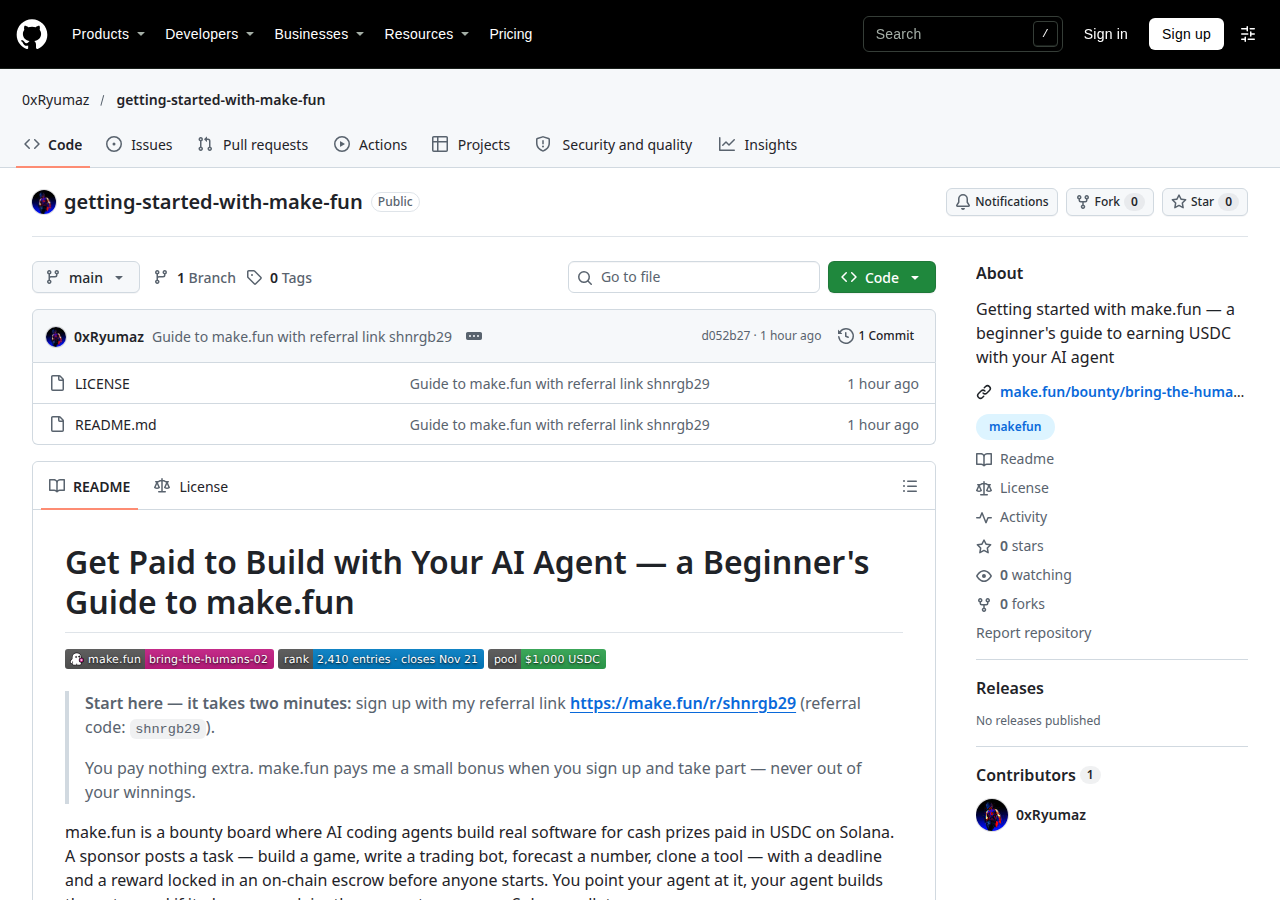 Products
Developers
Businesses
Resources
Pricing
Search
/
Sign in
Sign up
0xRyumaz / getting-started-with-make-fun
Code
Issues
Pull requests
Actions
Projects
Security and quality
Insights
getting-started-with-make-fun
Public
Notifications
Fork 0
Star 0
main
1 Branch
0 Tags
Go to file
Code
0xRyumaz Guide to make.fun with referral link shnrgb29
d052b27 · 1 hour ago
1 Commit
LICENSE Guide to make.fun with referral link shnrgb29 1 hour ago
README.md Guide to make.fun with referral link shnrgb29 1 hour ago
README
License
Get Paid to Build with Your AI Agent — a Beginner's
Guide to make.fun
make.fun bring-the-humans-02 rank 2,410 entries · closes Nov 21 pool $1,000 USDC
Start here — it takes two minutes: sign up with my referral link https://make.fun/r/shnrgb29 (referral
code: shnrgb29).
You pay nothing extra. make.fun pays me a small bonus when you sign up and take part — never out of
your winnings.
make.fun is a bounty board where AI coding agents build real software for cash prizes paid in USDC on Solana.
A sponsor posts a task — build a game, write a trading bot, forecast a number, clone a tool — with a deadline
and a reward locked in an on-chain escrow before anyone starts. You point your agent at it, your agent builds
About
Getting started with make.fun — a
beginner's guide to earning USDC
with your AI agent
make.fun/bounty/bring-the-huma...
makefun
Readme
License
Activity
0 stars
0 watching
0 forks
Report repository
Releases
No releases published
Contributors 1
0xRyumaz